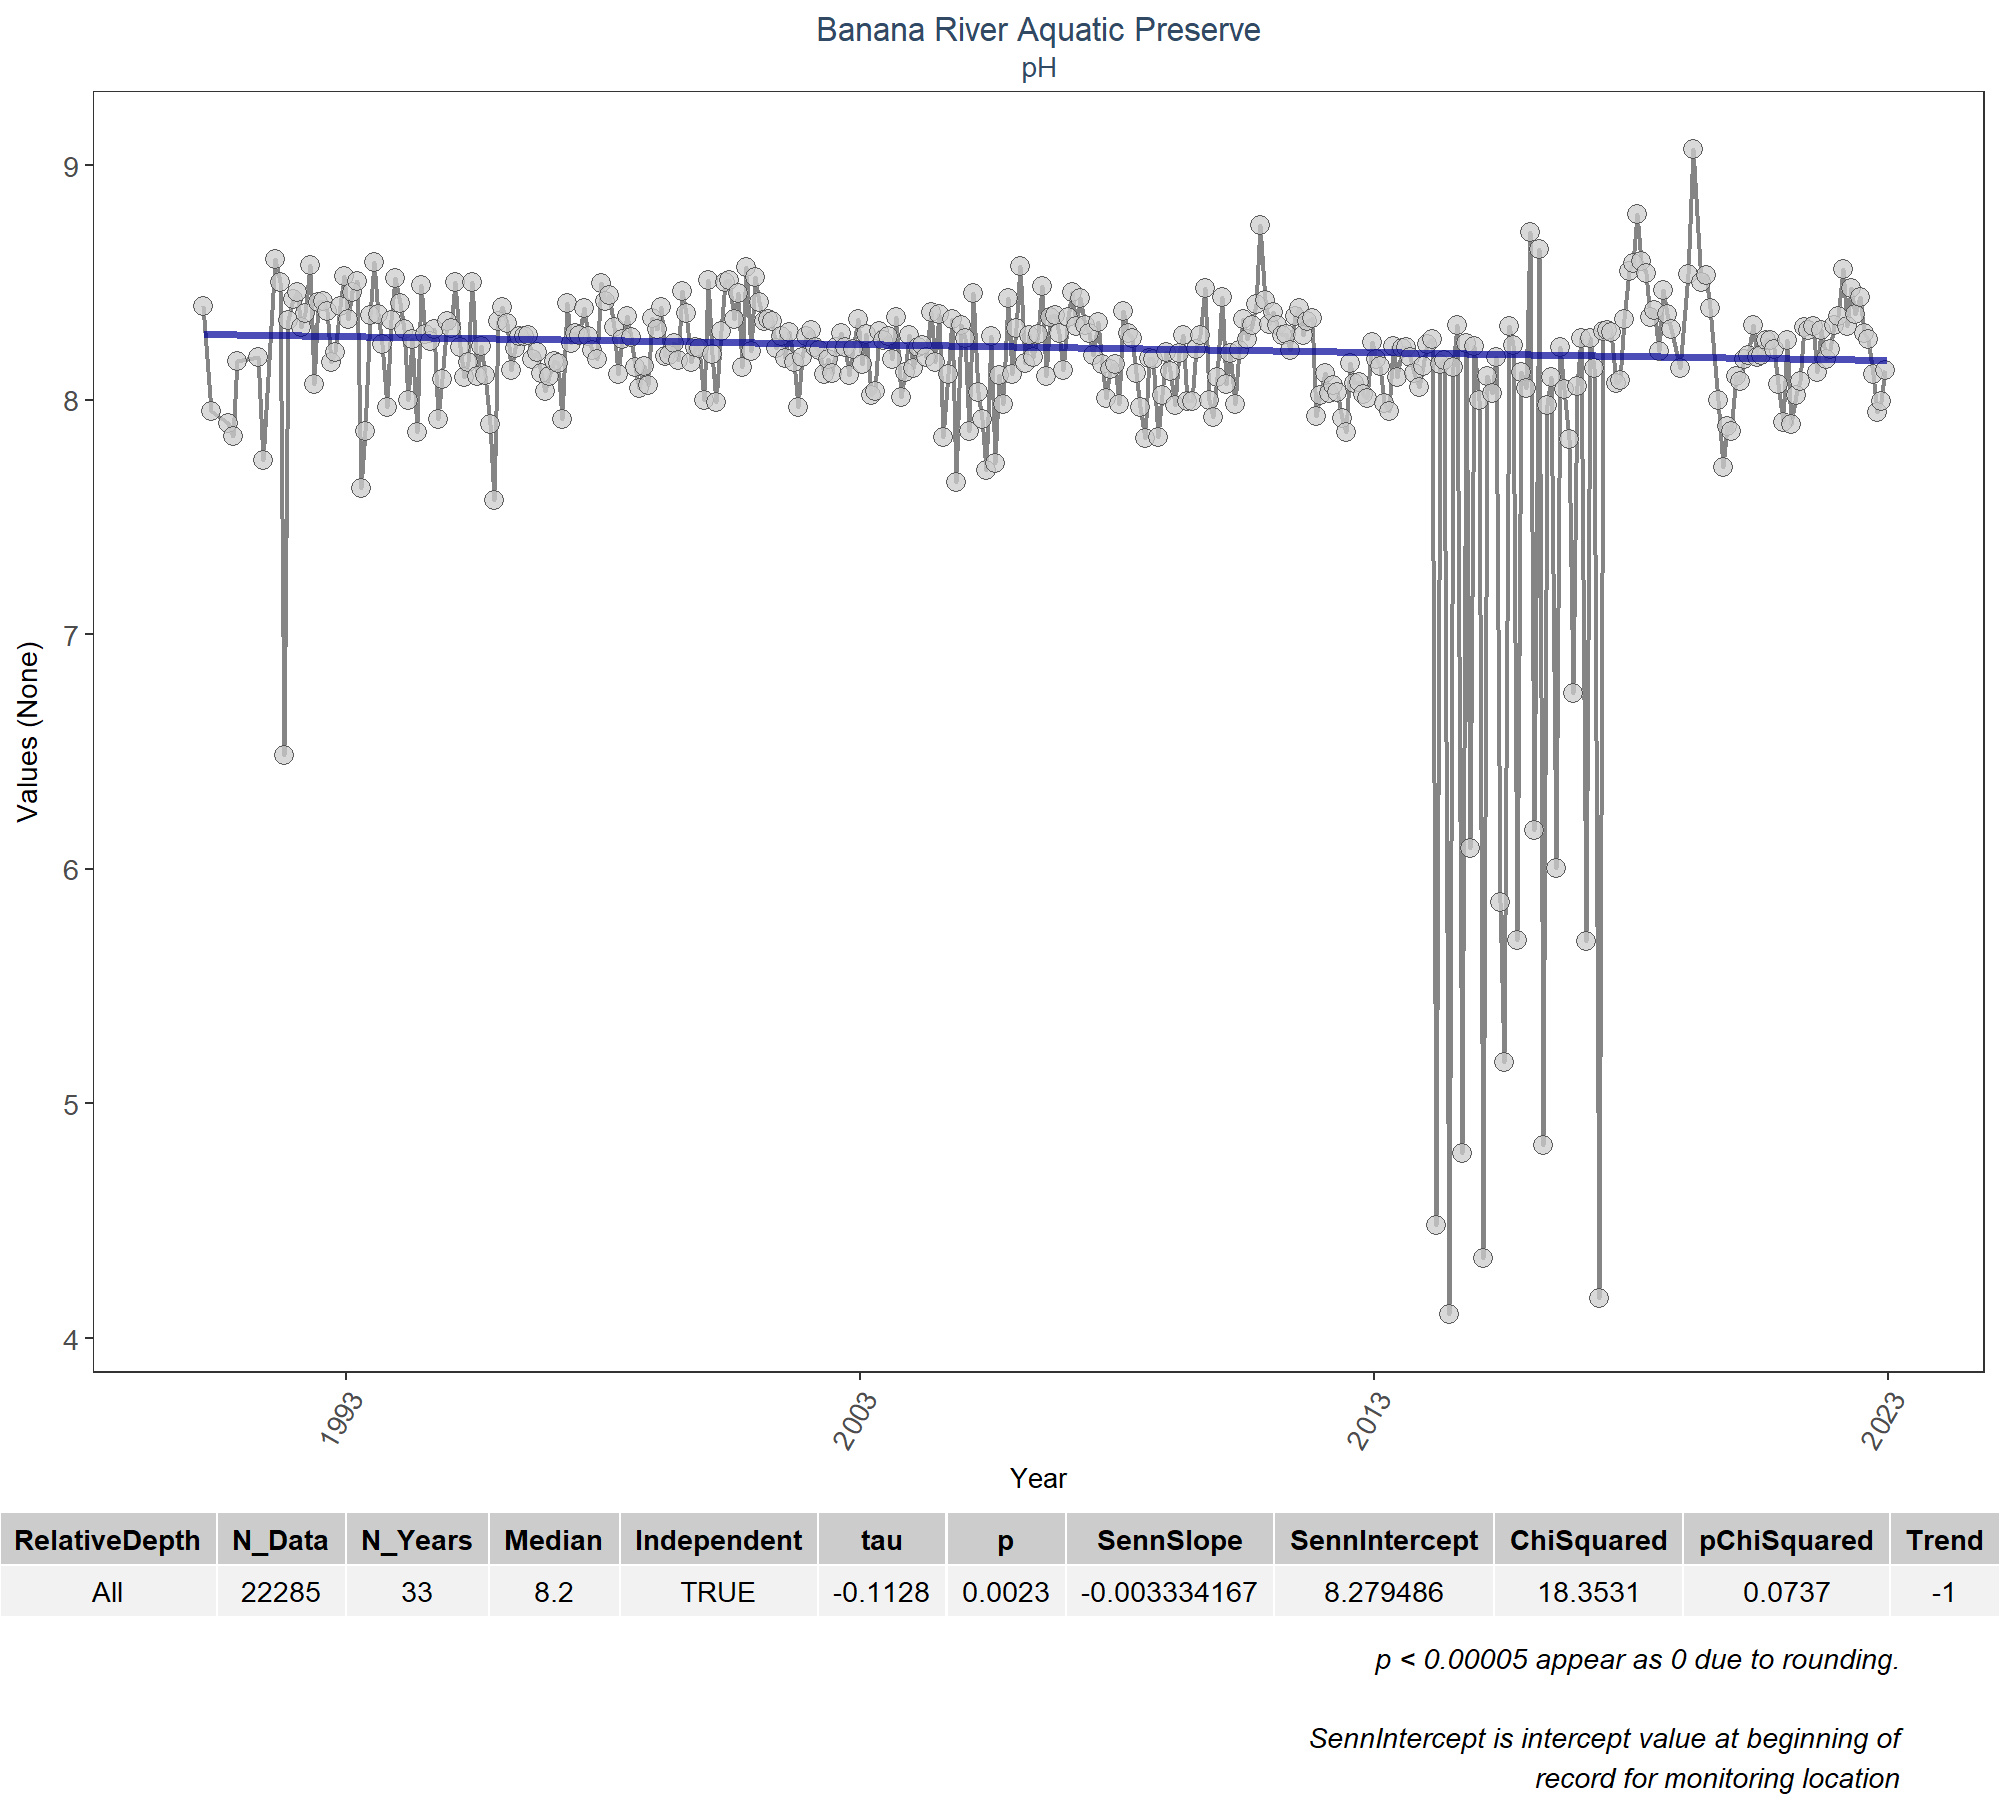 Banana River Aquatic Preserve
pH
Values (None)
9
8
7
6
5
4
1993
2003
2013
2023
Year
RelativeDepth N_Data N_Years Median Independent tau p SennSlope SennIntercept ChiSquared pChiSquared Trend
All 22285 33 8.2 TRUE -0.1128 0.0023 -0.003334167 8.279486 18.3531 0.0737 -1
p < 0.00005 appear as 0 due to rounding.
SennIntercept is intercept value at beginning of
record for monitoring location